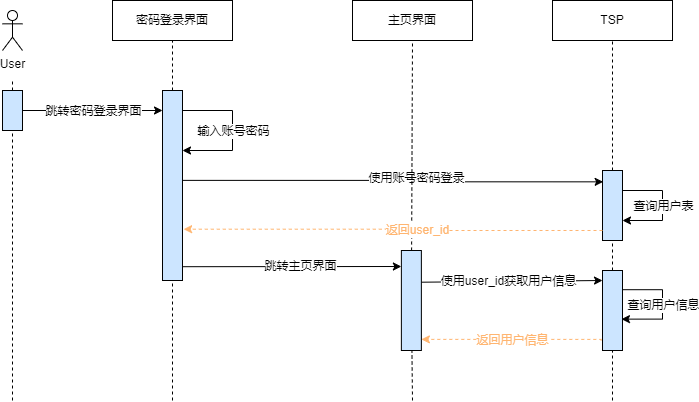 密码登录界面
主页界面
TSP
User
跳转密码登录界面
输入账号密码
使用账号密码登录
查询用户表
返回user_id
跳转主页界面
使用user_id获取用户信息
查询用户信息
返回用户信息